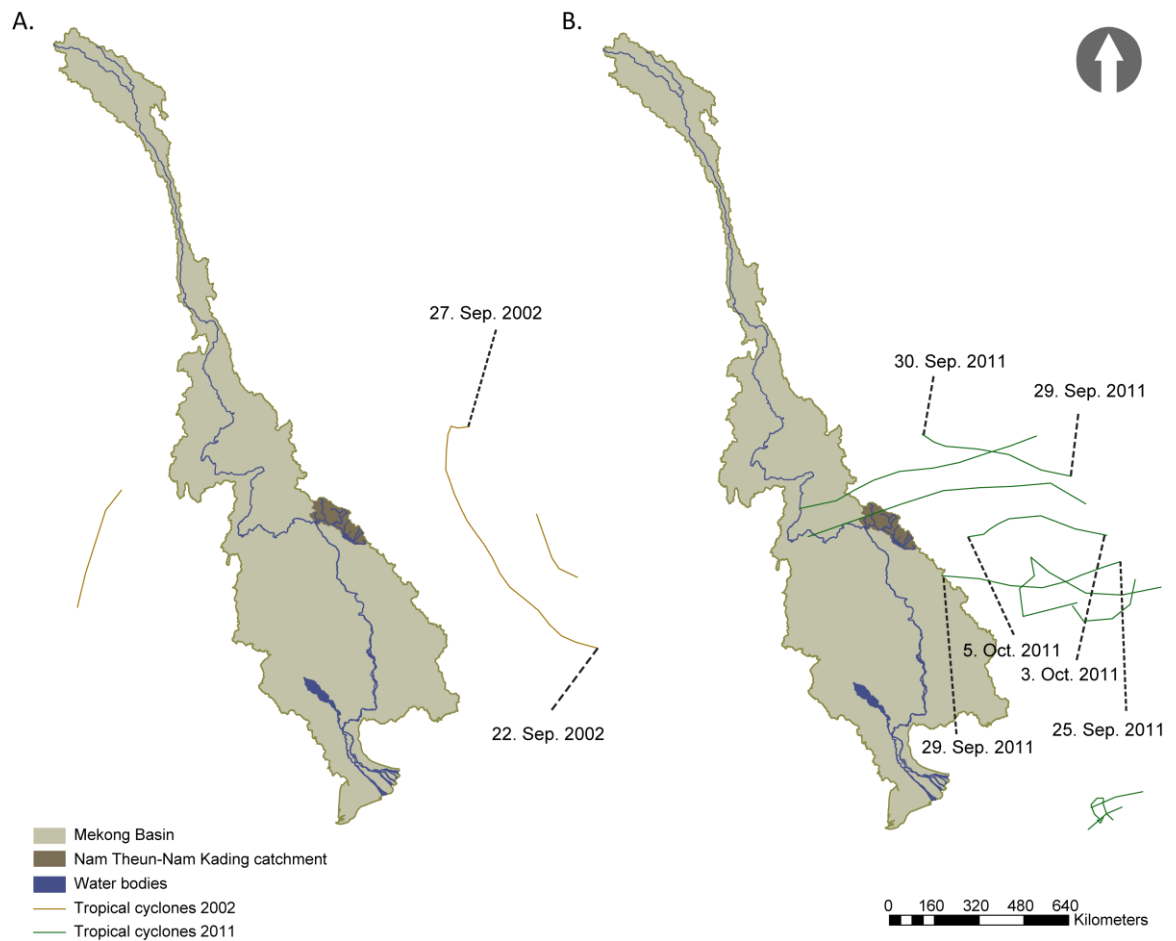 A.
B.
27. Sep. 2002
22. Sep. 2002
30. Sep. 2011
29. Sep. 2011
5. Oct. 2011
3. Oct. 2011
29. Sep. 2011
25. Sep. 2011
Mekong Basin
Nam Theun-Nam Kading catchment
Water bodies
Tropical cyclones 2002
Tropical cyclones 2011
0 160 320 480 640
Kilometers